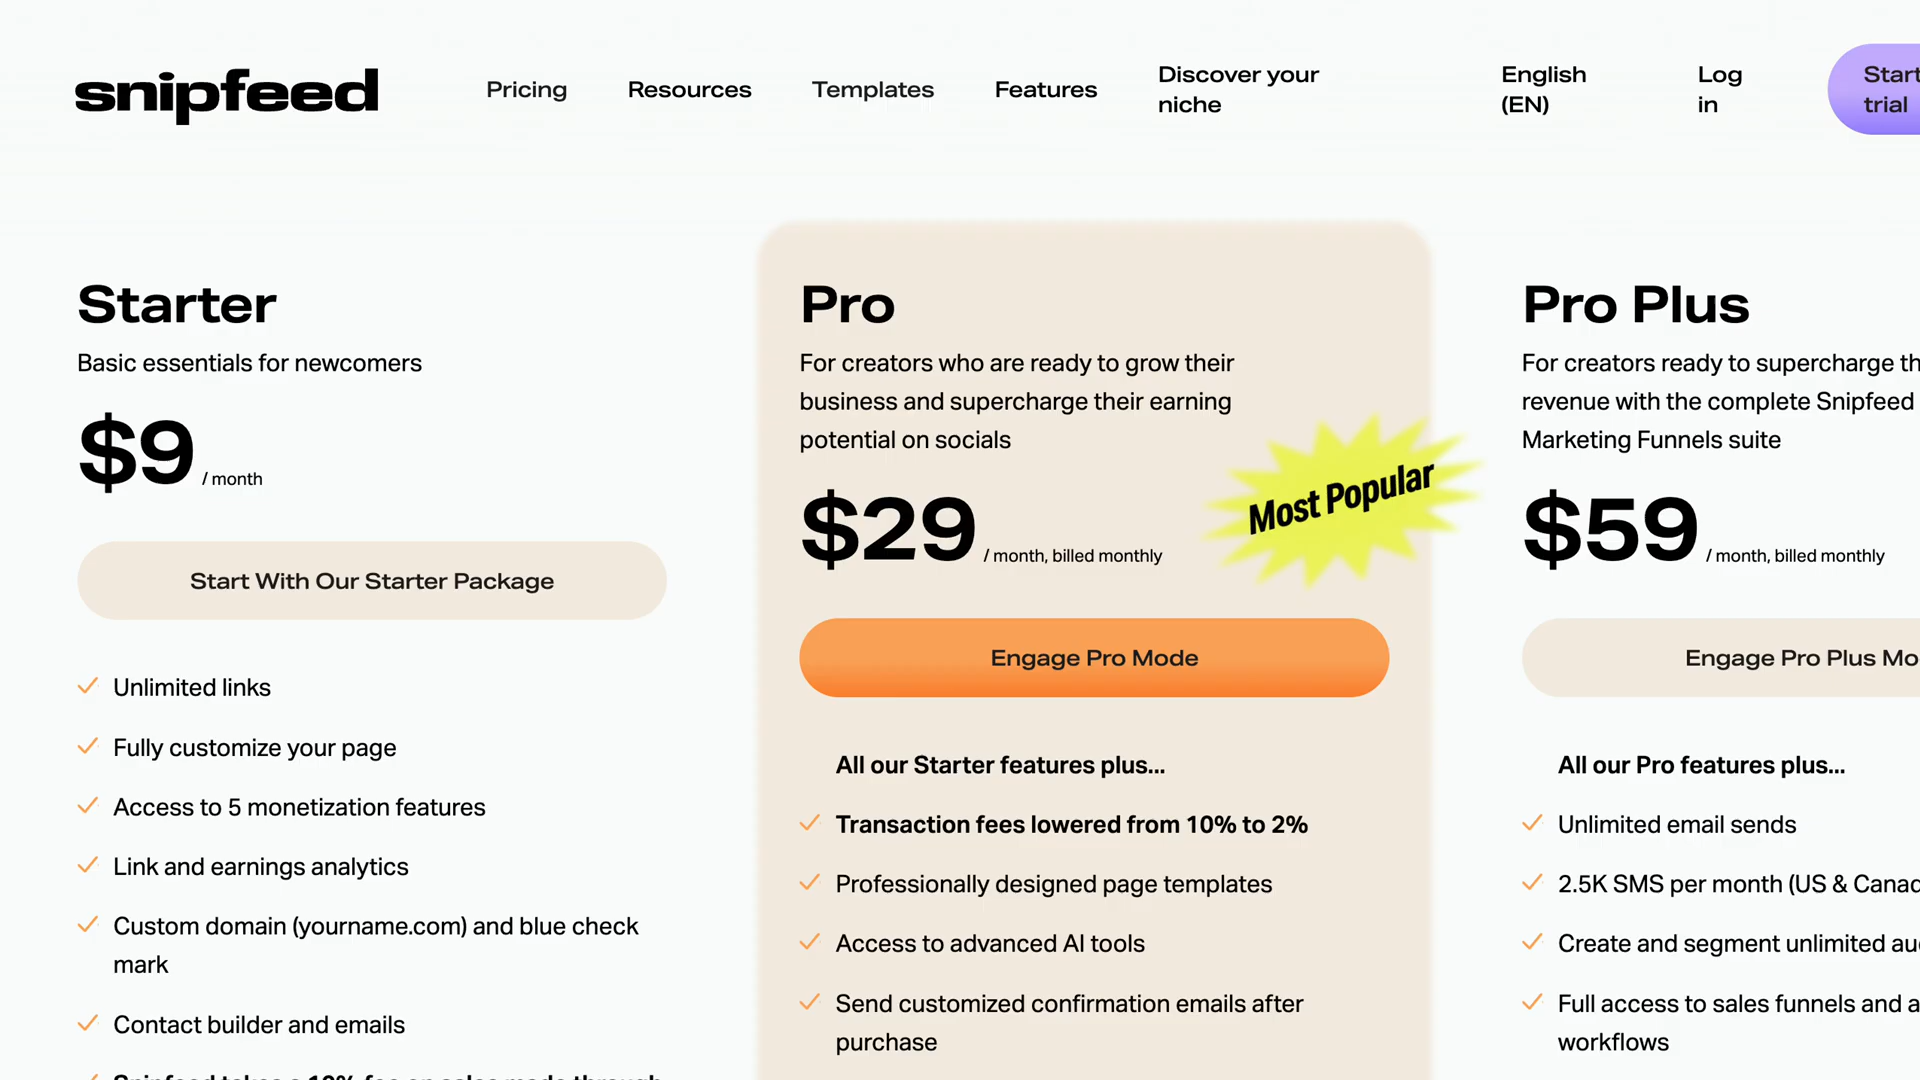 snipfeed
Pricing
Resources
Templates
Features
Discover your
niche
English
(EN)
Log
in
Start
trial
Starter
Basic essentials for newcomers
$9 / month
Start With Our Starter Package
Unlimited links
Fully customize your page
Access to 5 monetization features
Link and earnings analytics
Custom domain (yourname.com) and blue check
mark
Contact builder and emails
Snipfeed takes a 10% fee on sales made through
Pro
For creators who are ready to grow their
business and supercharge their earning
potential on socials
Most Popular
$29 / month, billed monthly
Engage Pro Mode
All our Starter features plus...
Transaction fees lowered from 10% to 2%
Professionally designed page templates
Access to advanced AI tools
Send customized confirmation emails after
purchase
Pro Plus
For creators ready to supercharge
revenue with the complete Snipfeed
Marketing Funnels suite
$59 / month, billed monthly
Engage Pro Plus
All our Pro features plus...
Unlimited email sends
2.5K SMS per month (US &
Create and segment unlimited
Full access to sales funnels and
workflows